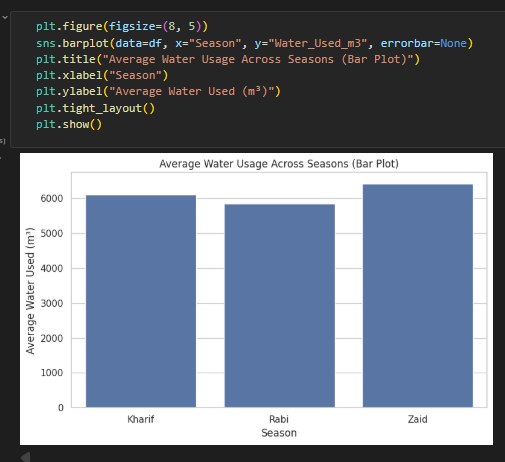 plt.figure(figsize=(8, 5))
sns.barplot(data=df, x="Season", y="Water_Used_m3", errorbar=None)
plt.title("Average Water Usage Across Seasons (Bar Plot)")
plt.xlabel("Season")
plt.ylabel("Average Water Used (m³)")
plt.tight_layout()
plt.show()
Average Water Usage Across Seasons (Bar Plot)
Average Water Used (m³)
6000
5000
4000
3000
2000
1000
0
Kharif Rabi Zaid
Season